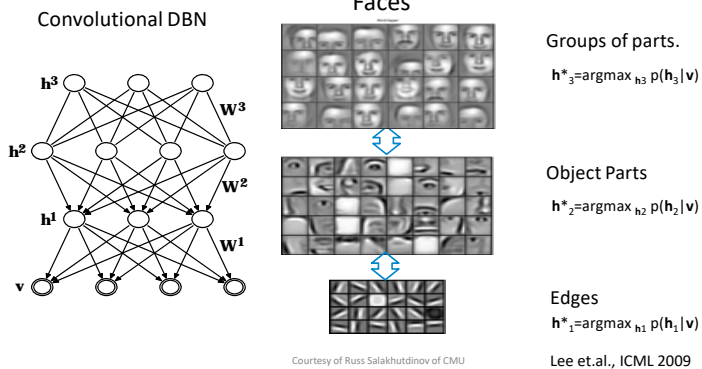 Convolutional DBN
Faces
h³
W³
h²
W²
h¹
W¹
v
Groups of parts.
h*₃=argmax ₕ₃ p(h₃|v)
Object Parts
h*₂=argmax ₕ₂ p(h₂|v)
Edges
h*₁=argmax ₕ₁ p(h₁|v)
Courtesy of Russ Salakhutdinov of CMU
Lee et.al., ICML 2009